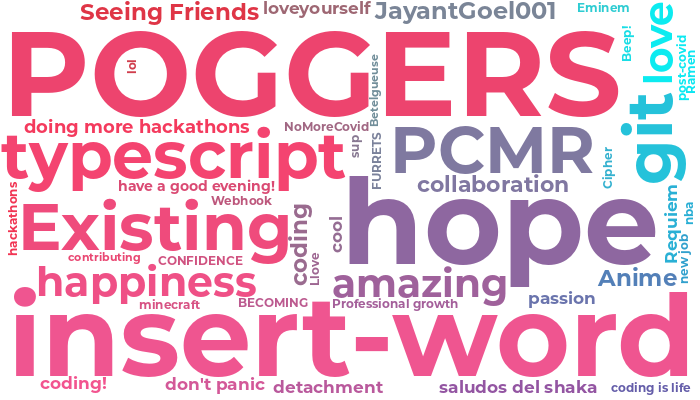 Seeing Friends
loveyourself
JayantGoel001
Eminem
POGGERS
lol
Betelgueuse
Beep!
love
post-covid
Ramen
doing more hackathons
NoMoreCovid
sup
FURRETS
PCMR
git
typescript
have a good evening!
collaboration
Cipher
Webhook
hackathons
Existing
coding
Llove
cool
hope
Requiem
nba
new job
contributing
CONFIDENCE
happiness
amazing
Anime
minecraft
BECOMING
Professional growth
passion
insert-word
coding!
don't panic
detachment
saludos del shaka
coding is life